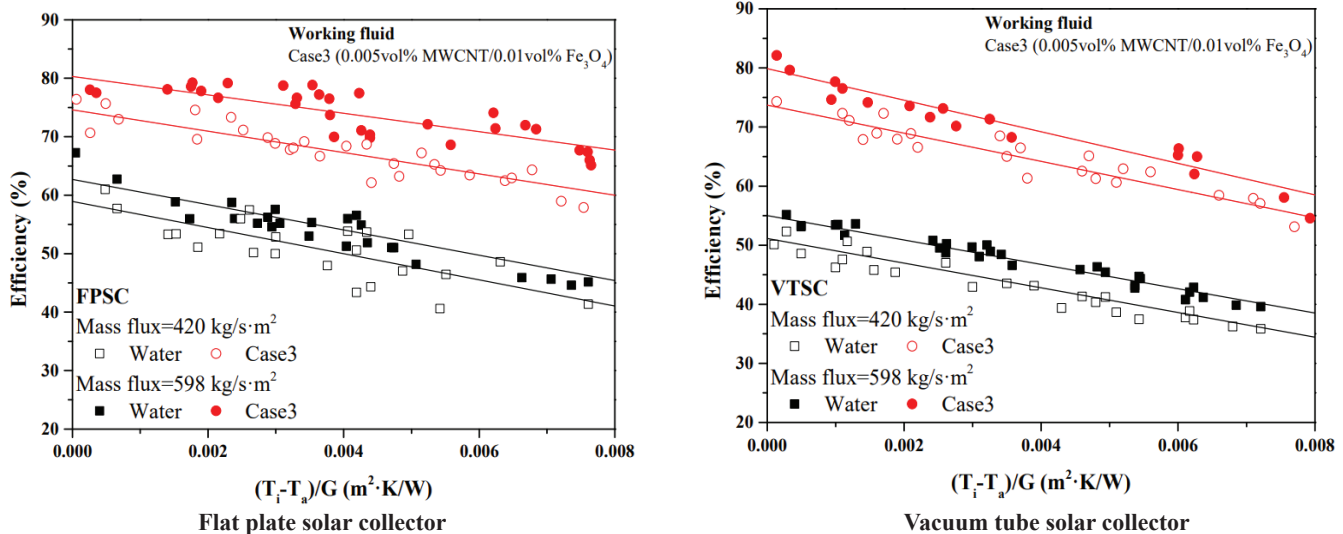 90
80
70
60
50
40
30
20
Efficiency (%)
Working fluid
Case3 (0.005vol% MWCNT/0.01vol% Fe₃O₄)
FPSC
Mass flux=420 kg/s·m²
Water Case3
Mass flux=598 kg/s·m²
Water Case3
0.000 0.002 0.004 0.006 0.008
(Tᵢ-Tₐ)/G (m²·K/W)
Flat plate solar collector
90
80
70
60
50
40
30
20
Efficiency (%)
Working fluid
Case3 (0.005vol% MWCNT/0.01vol% Fe₃O₄)
VTSC
Mass flux=420 kg/s·m²
Water Case3
Mass flux=598 kg/s·m²
Water Case3
0.000 0.002 0.004 0.006 0.008
(Tᵢ-Tₐ)/G (m²·K/W)
Vacuum tube solar collector